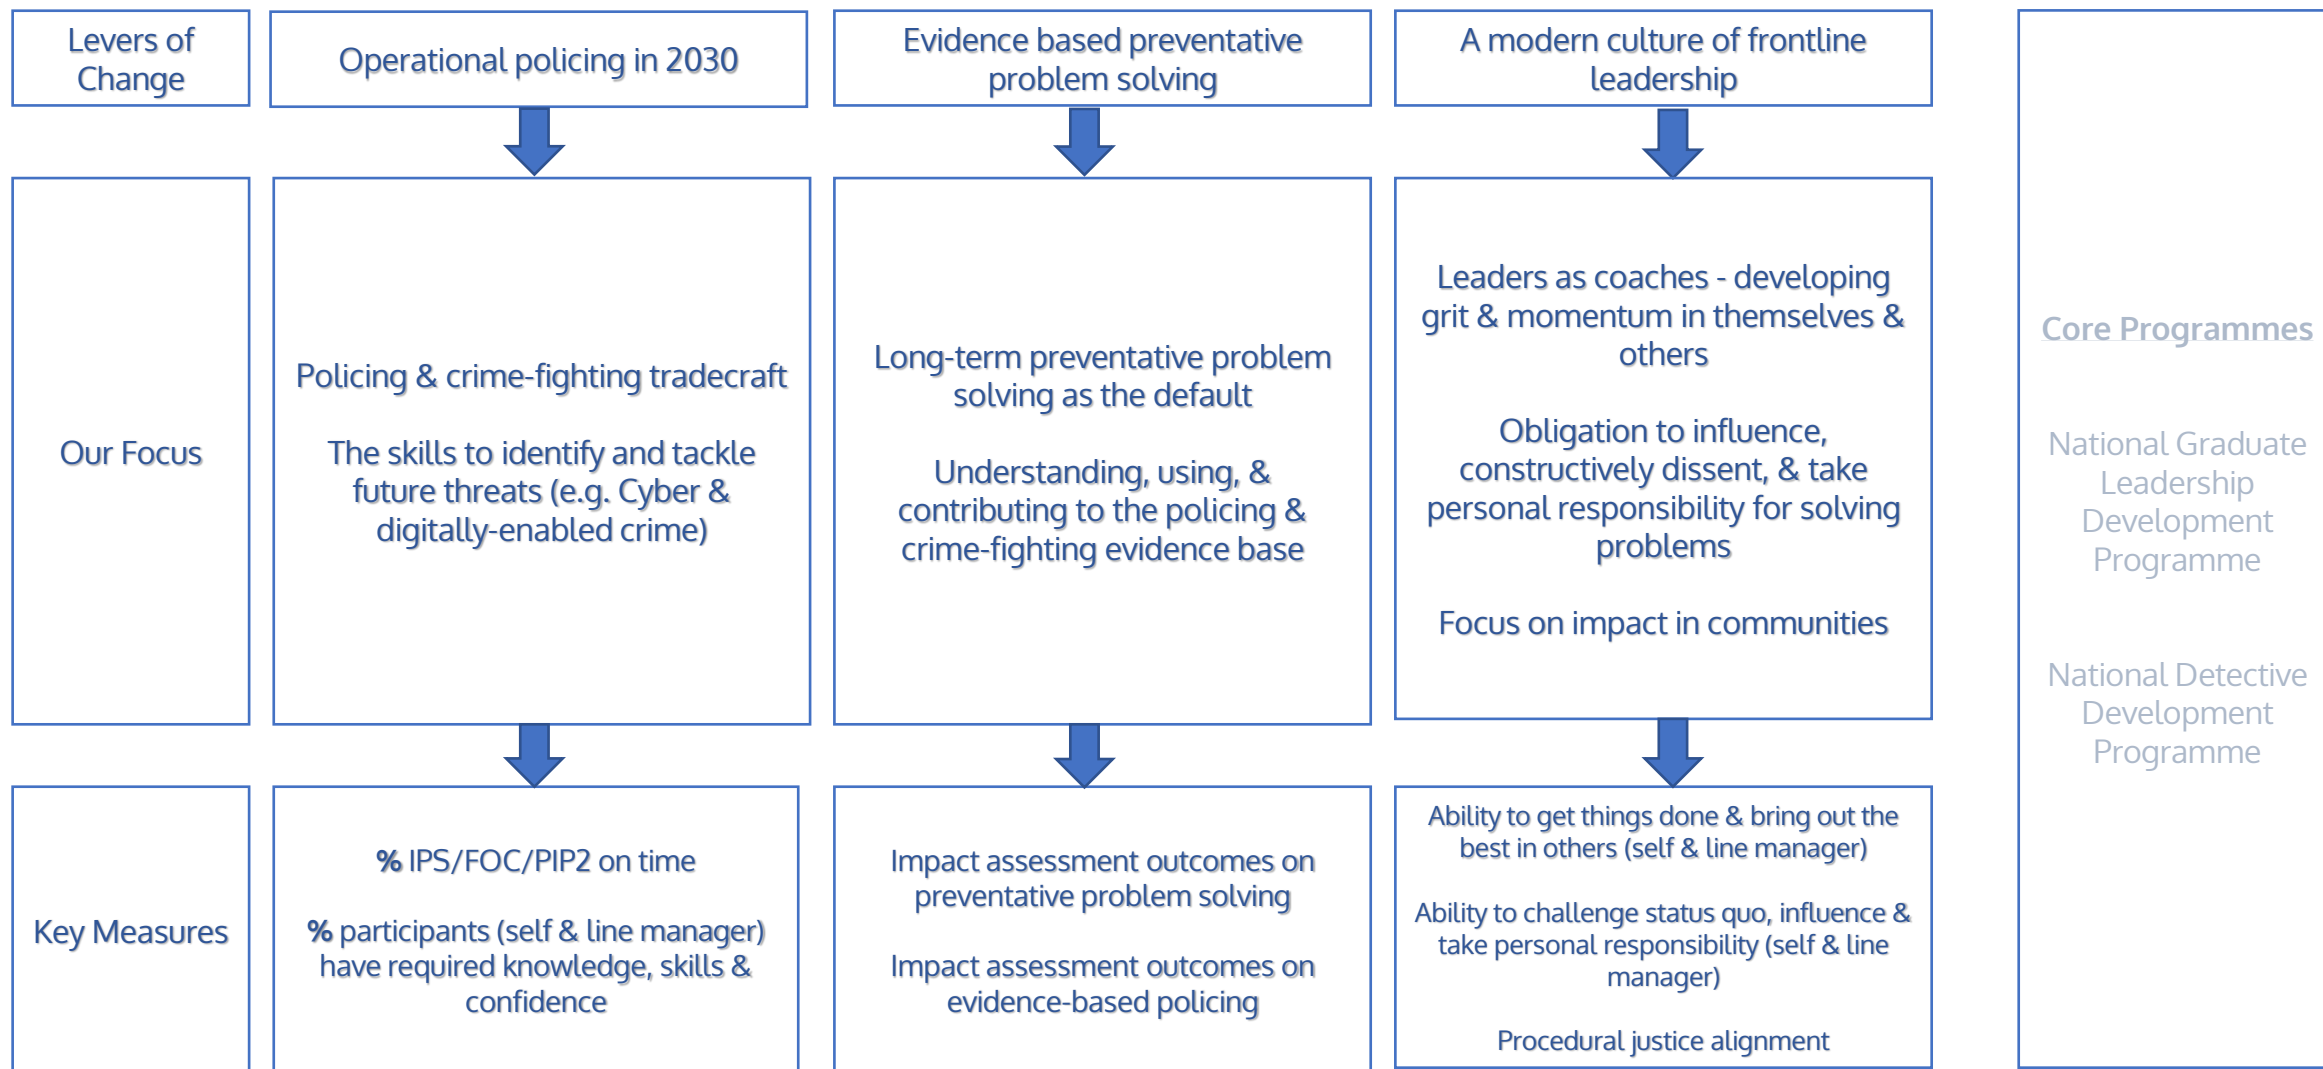 Levers of
Change
Operational policing in 2030
Evidence based preventative
problem solving
A modern culture of frontline
leadership
Our Focus
Policing & crime-fighting tradecraft
The skills to identify and tackle
future threats (e.g. Cyber &
digitally-enabled crime)
Long-term preventative problem
solving as the default
Understanding, using, &
contributing to the policing &
crime-fighting evidence base
Leaders as coaches - developing
grit & momentum in themselves &
others
Obligation to influence,
constructively dissent, & take
personal responsibility for solving
problems
Focus on impact in communities
Key Measures
% IPS/FOC/PIP2 on time
% participants (self & line manager)
have required knowledge, skills &
confidence
Impact assessment outcomes on
preventative problem solving
Impact assessment outcomes on
evidence-based policing
Ability to get things done & bring out the
best in others (self & line manager)
Ability to challenge status quo, influence &
take personal responsibility (self & line
manager)
Procedural justice alignment
Core Programmes
National Graduate
Leadership
Development
Programme
National Detective
Development
Programme